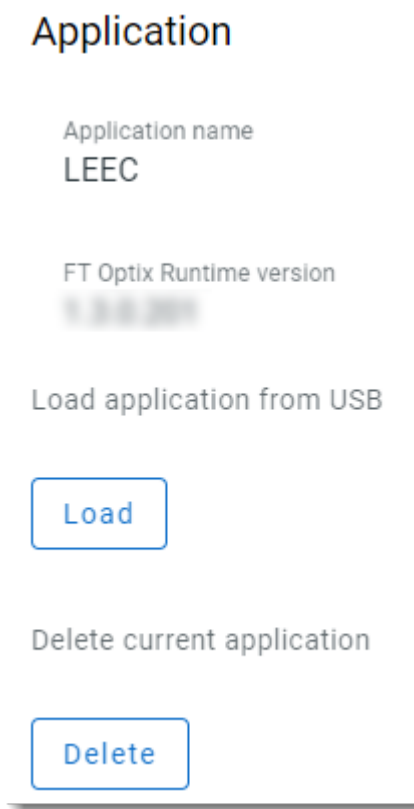 Application
Application name
LEEC
FT Optix Runtime version
Load application from USB
Load
Delete current application
Delete